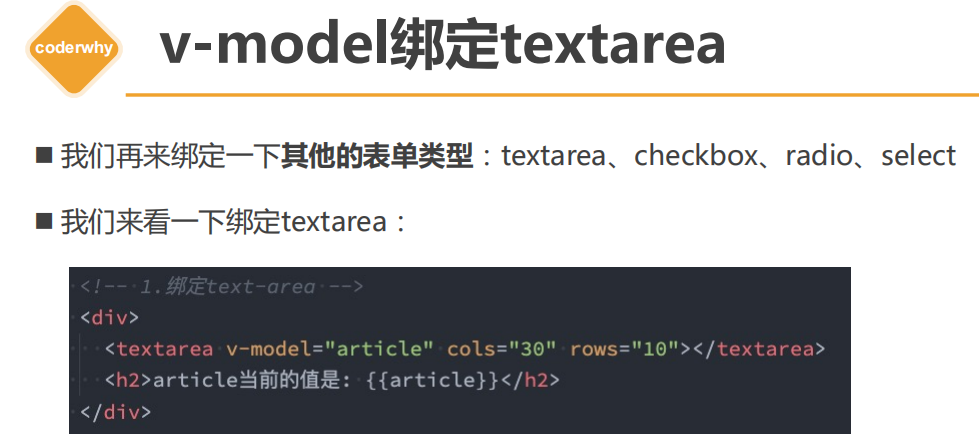 coderwhy
v-model绑定textarea
■ 我们再来绑定一下其他的表单类型：textarea、checkbox、radio、select
■ 我们来看一下绑定textarea：
<!-- 1.绑定text-area -->
<div>
<textarea v-model="article" cols="30" rows="10"></textarea>
<h2>article当前的值是: {{article}}</h2>
</div>